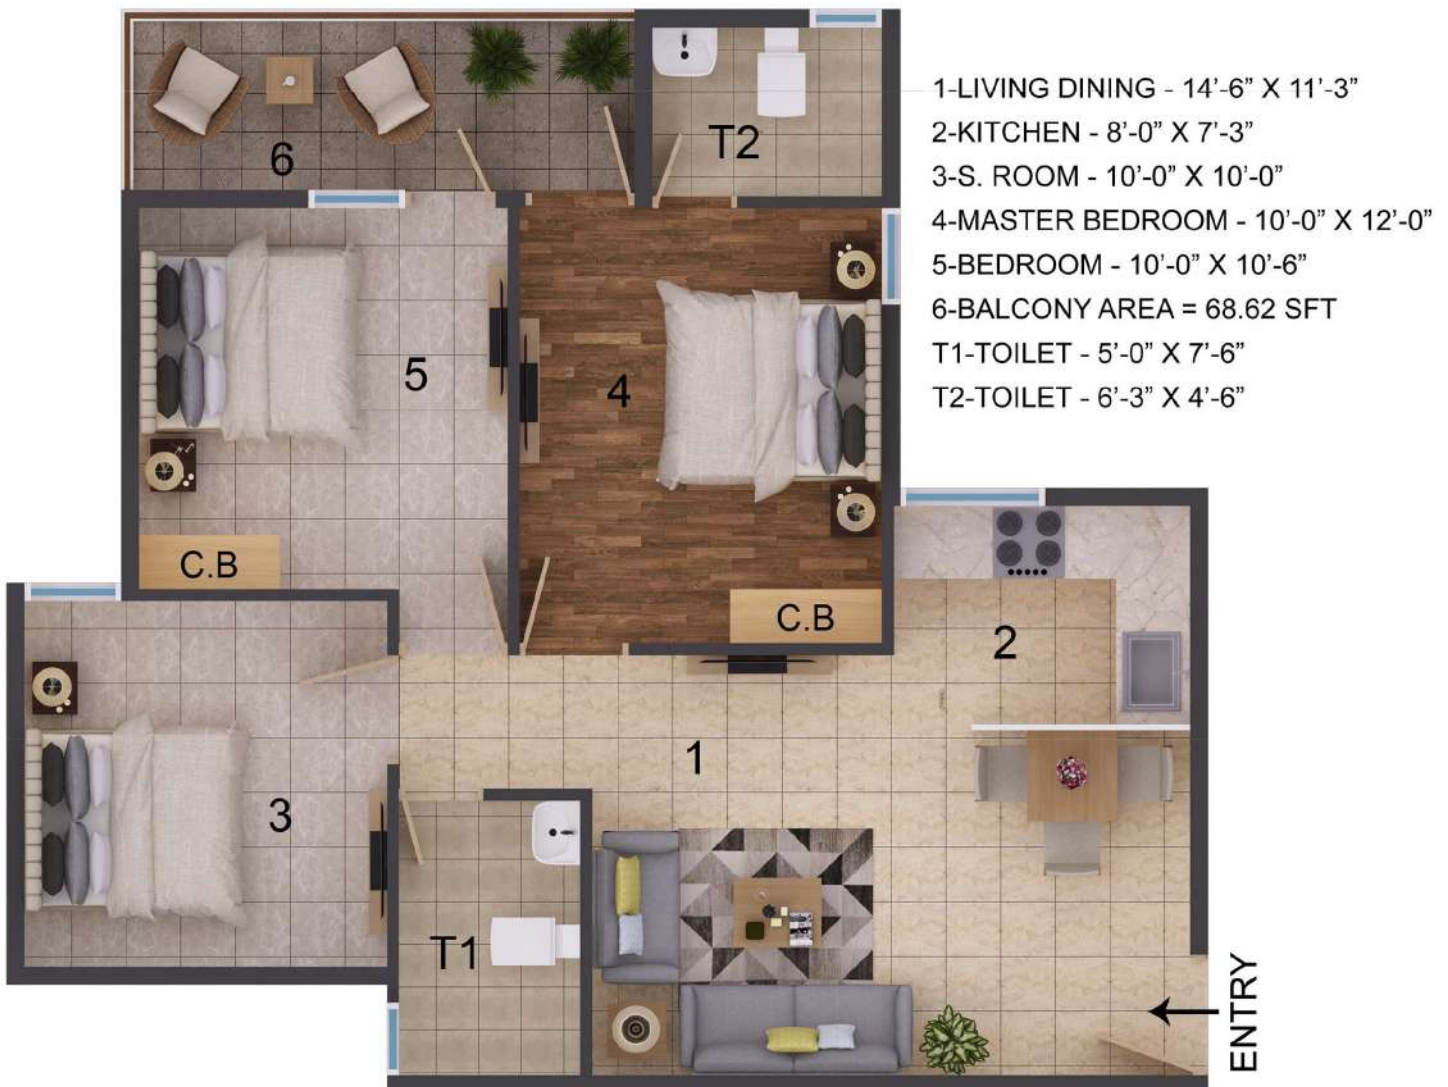 1-LIVING DINING - 14'-6” X 11'-3”
2-KITCHEN - 8'-0” X 7'-3”
3-S. ROOM - 10'-0” X 10'-0”
4-MASTER BEDROOM - 10'-0” X 12'-0”
5-BEDROOM - 10'-0” X 10'-6”
6-BALCONY AREA = 68.62 SFT
T1-TOILET - 5'-0” X 7'-6”
T2-TOILET - 6'-3” X 4'-6”
6
T2
5
4
C.B
C.B
2
1
3
T1
ENTRY